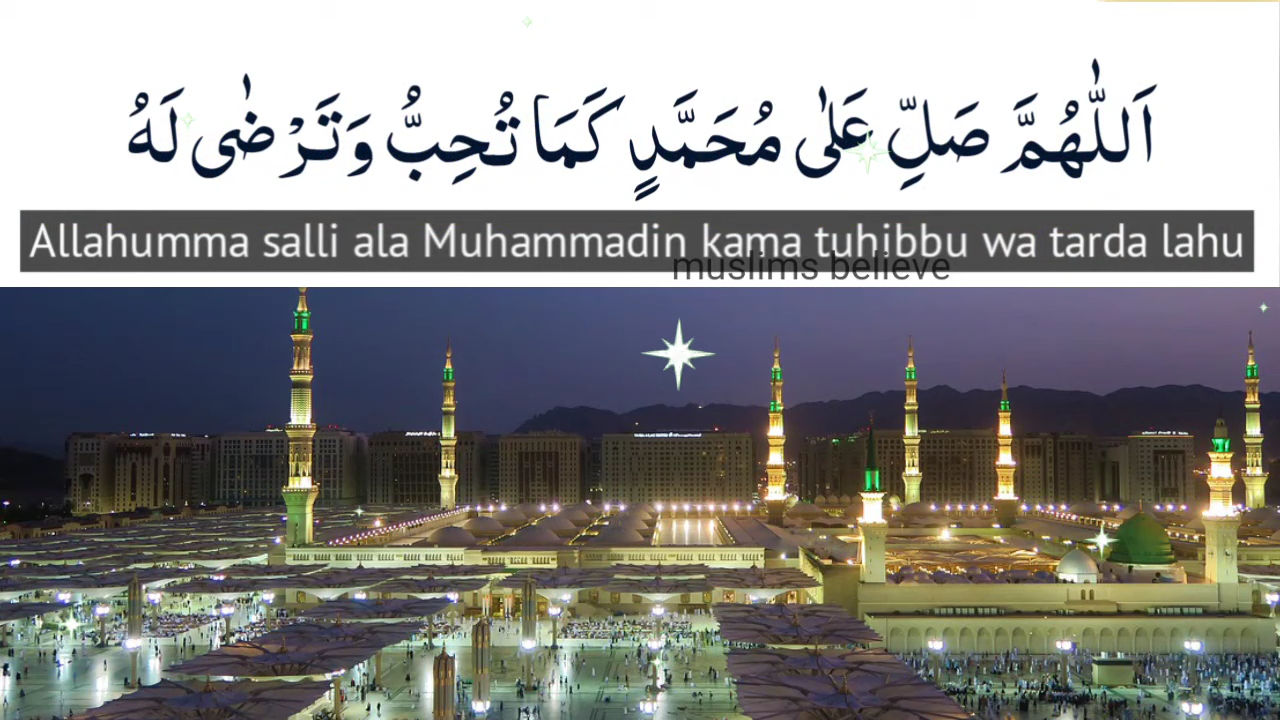 اَللّٰهُمَّ صَلِّ عَلٰى مُحَمَّدٍ كَمَا تُحِبُّ وَتَرْضٰى لَهُ
Allahumma salli ala Muhammadin kama tuhibbu wa tarda lahu
muslims believe